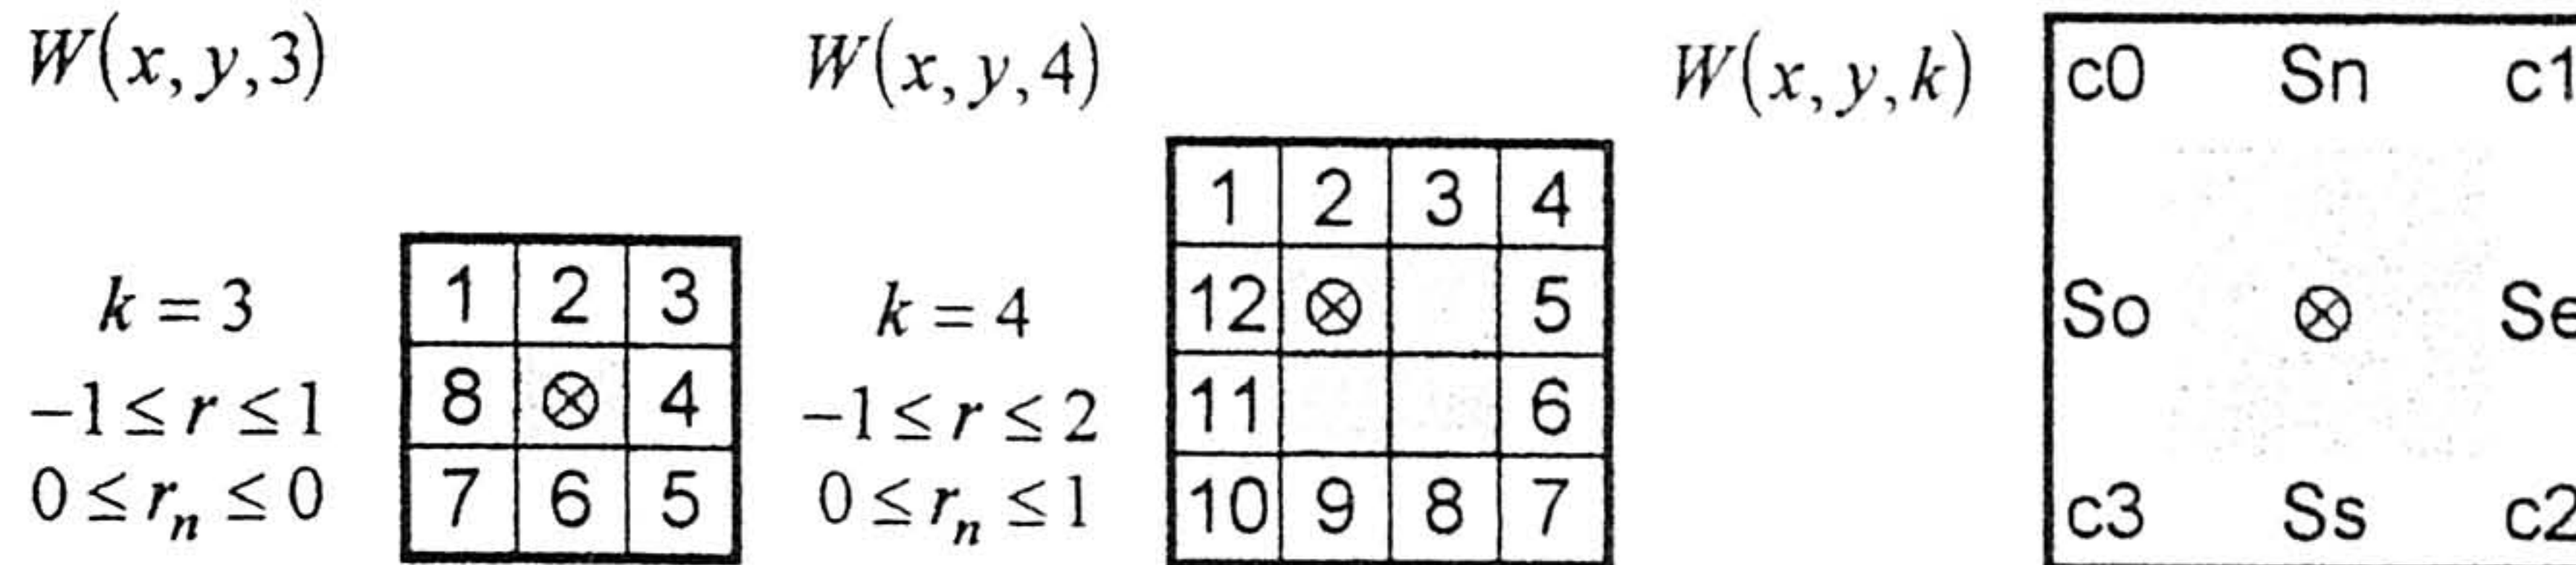 W(x, y,3)
k = 3
−1 ≤ r ≤ 1
0 ≤ rₙ ≤ 0
1 2 3
8 ⊗ 4
7 6 5
W(x, y,4)
k = 4
−1 ≤ r ≤ 2
0 ≤ rₙ ≤ 1
1 2 3 4
12 ⊗ 5
11 6
10 9 8 7
W(x, y,k)
c0 Sn c1
So ⊗ Se
c3 Ss c2